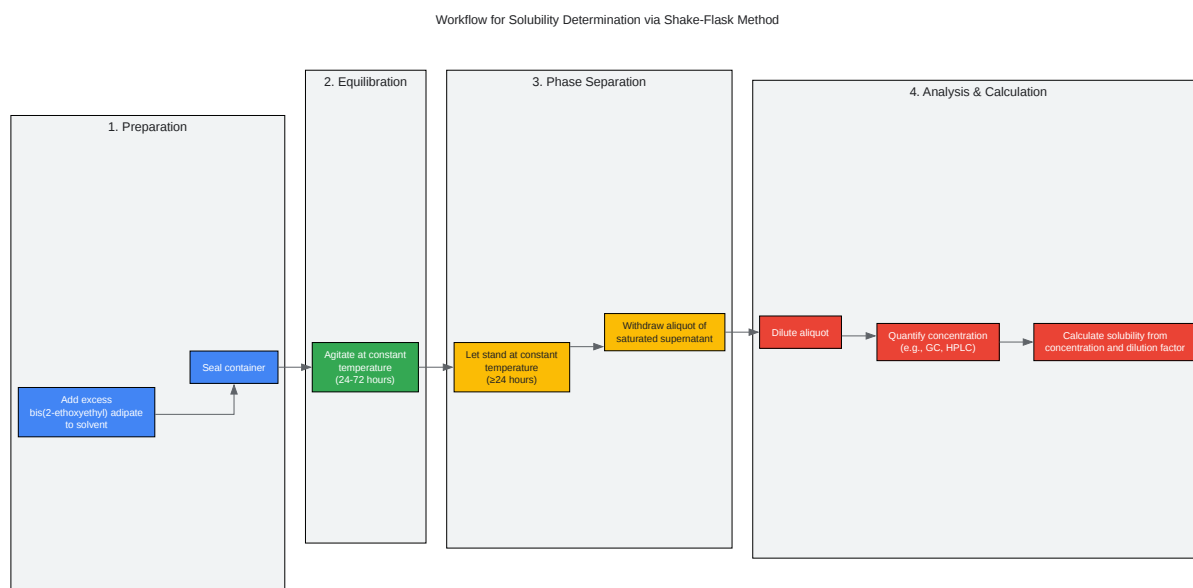 Workflow for Solubility Determination via Shake-Flask Method
1. Preparation
Add excess
bis(2-ethoxyethyl) adipate
to solvent
Seal container
2. Equilibration
Agitate at constant
temperature
(24-72 hours)
3. Phase Separation
Let stand at constant
temperature
(≥24 hours)
Withdraw aliquot of
saturated supernatant
4. Analysis & Calculation
Dilute aliquot
Quantify concentration
(e.g., GC, HPLC)
Calculate solubility from
concentration and dilution factor